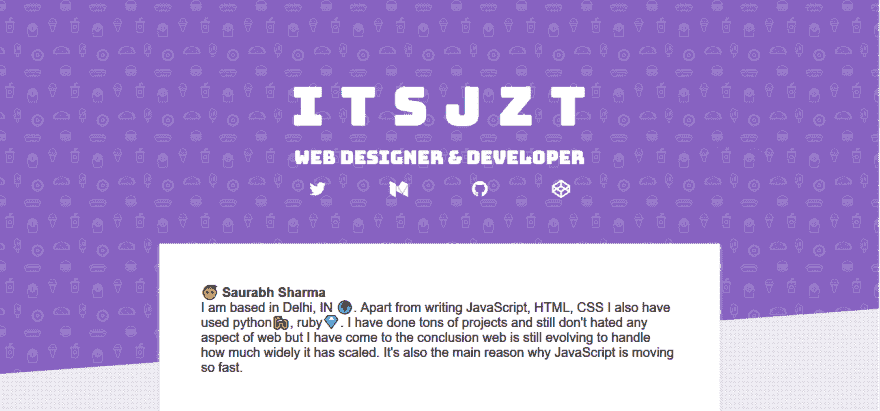 ITSJZT
WEB DESIGNER & DEVELOPER
Saurabh Sharma
I am based in Delhi, IN . Apart from writing JavaScript, HTML, CSS I also have
used python, ruby. I have done tons of projects and still don't hated any
aspect of web but I have come to the conclusion web is still evolving to handle
how much widely it has scaled. It's also the main reason why JavaScript is moving
so fast.